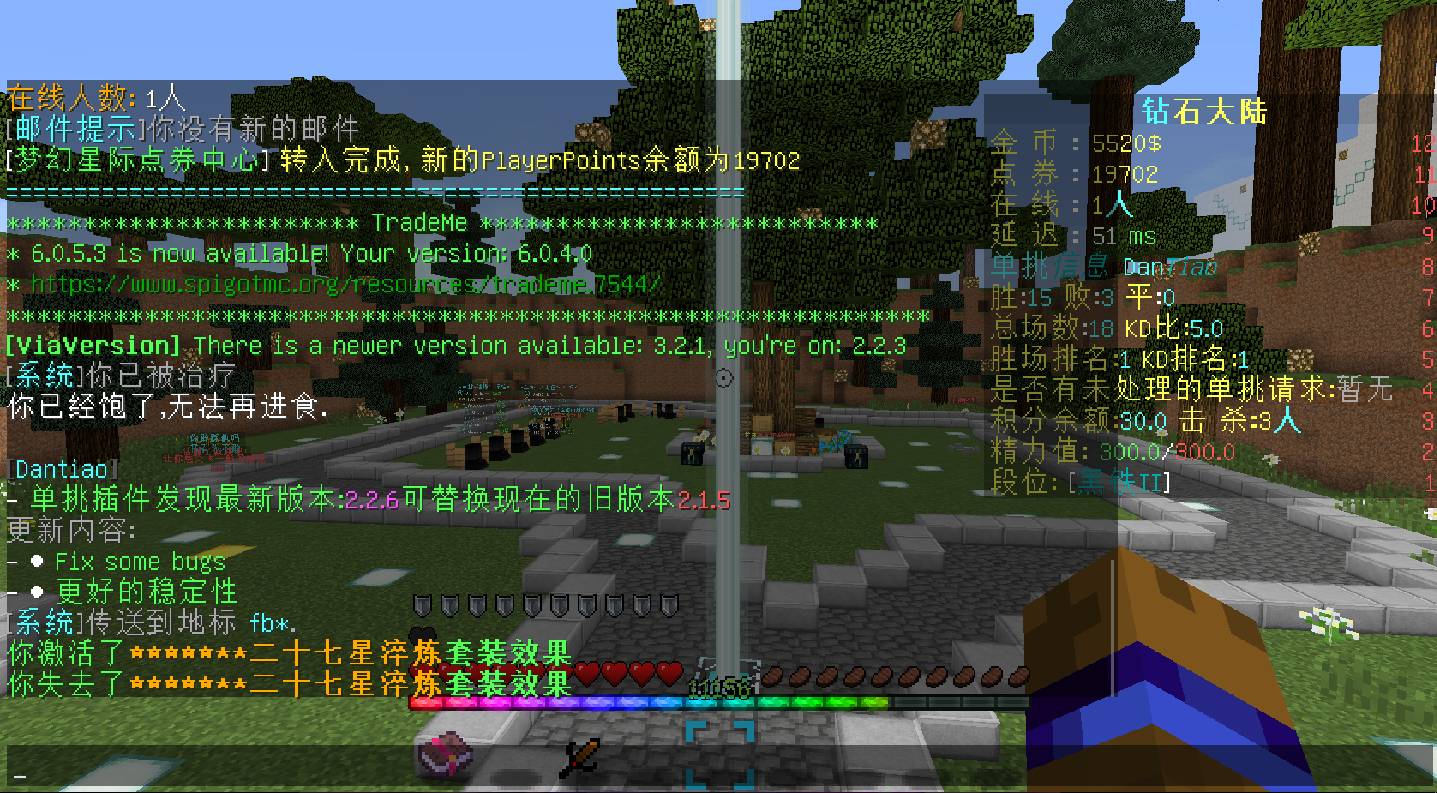 在线人数: 1人
[邮件提示]你没有新的邮件
[梦幻星际点券中心] 转入完成, 新的PlayerPoints余额为19702
=================================================
*********************** TradeMe **************************
* 6.0.5.3 is now available! Your version: 6.0.4.0
* https://www.spigotmc.org/resources/trademe.7544/
************************************************************
[ViaVersion] There is a newer version available: 3.2.1, you're on: 2.2.3
[系统]你已被治疗
你已经饱了,无法再进食.
[Dantiao]
- 单挑插件发现最新版本:2.2.6可替换现在的旧版本2.1.5
更新内容:
- ● Fix some bugs
- ● 更好的稳定性
[系统]传送到地标 fb*.
你激活了★★★★★★★二十七星淬炼套装效果
你失去了★★★★★★★二十七星淬炼套装效果
_
钻石大陆
金 币 : 5520$ 12
点 券 : 19702 11
在 线 : 1人 10
延 迟 : 51 ms 9
单挑信息 DanTiao 8
胜:15 败:3 平:0 7
总场数:18 KD比:5.0 6
胜场排名:1 KD排名:1 5
是否有未处理的单挑请求:暂无 4
积分余额:30.0 击 杀:3人 3
精力值: 300.0/300.0 2
段位: [黑铁II] 1